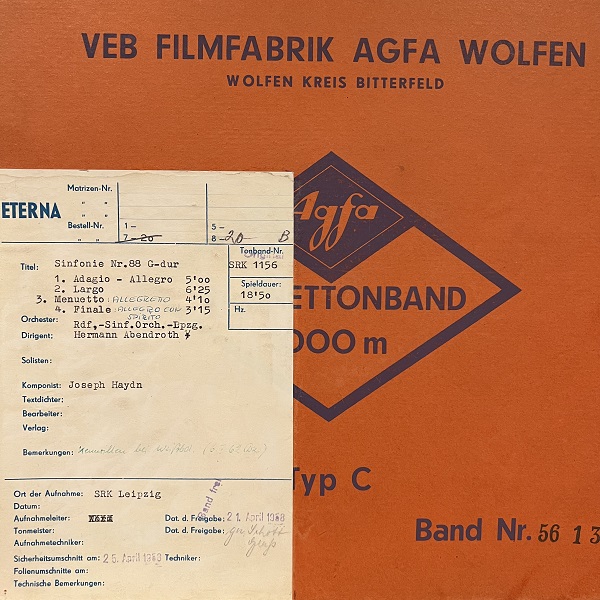 VEB FILMFABRIK AGFA WOLFEN
WOLFEN KREIS BITTERFELD
Agfa
ETTONBAND
000 m
Typ C
Band Nr. 56 13
ETERNA
Matrizen-Nr.
" "
Bestell-Nr. 1– 5–
" " 7–20 8–20 B
Tonband-Nr.
SRK 1156
Spieldauer:
18'50
Hz.
Titel: Sinfonie Nr.88 G-dur
1. Adagio - Allegro 5'00
2. Largo 6'25
3. Menuetto: ALLEGRETTO 4'10
4. Finale: ALLEGRO CON SPIRITO 3'15
Orchester: Rdf.-Sinf.Orch.-Lpzg.
Dirigent: Hermann Abendroth
Solisten:
Komponist: Joseph Haydn
Textdichter:
Bearbeiter:
Verlag:
Bemerkungen:
Ort der Aufnahme: SRK Leipzig
Datum:
Aufnahmeleiter: Dat. d. Freigabe: 21. April 19
Tonmeister: Dat. d. Freigabe:
Aufnahmetechniker:
Sicherheitsumschnitt am: 25. April 19 Techniker:
Folienumschnitt am:
Technische Bemerkungen:
Band frei